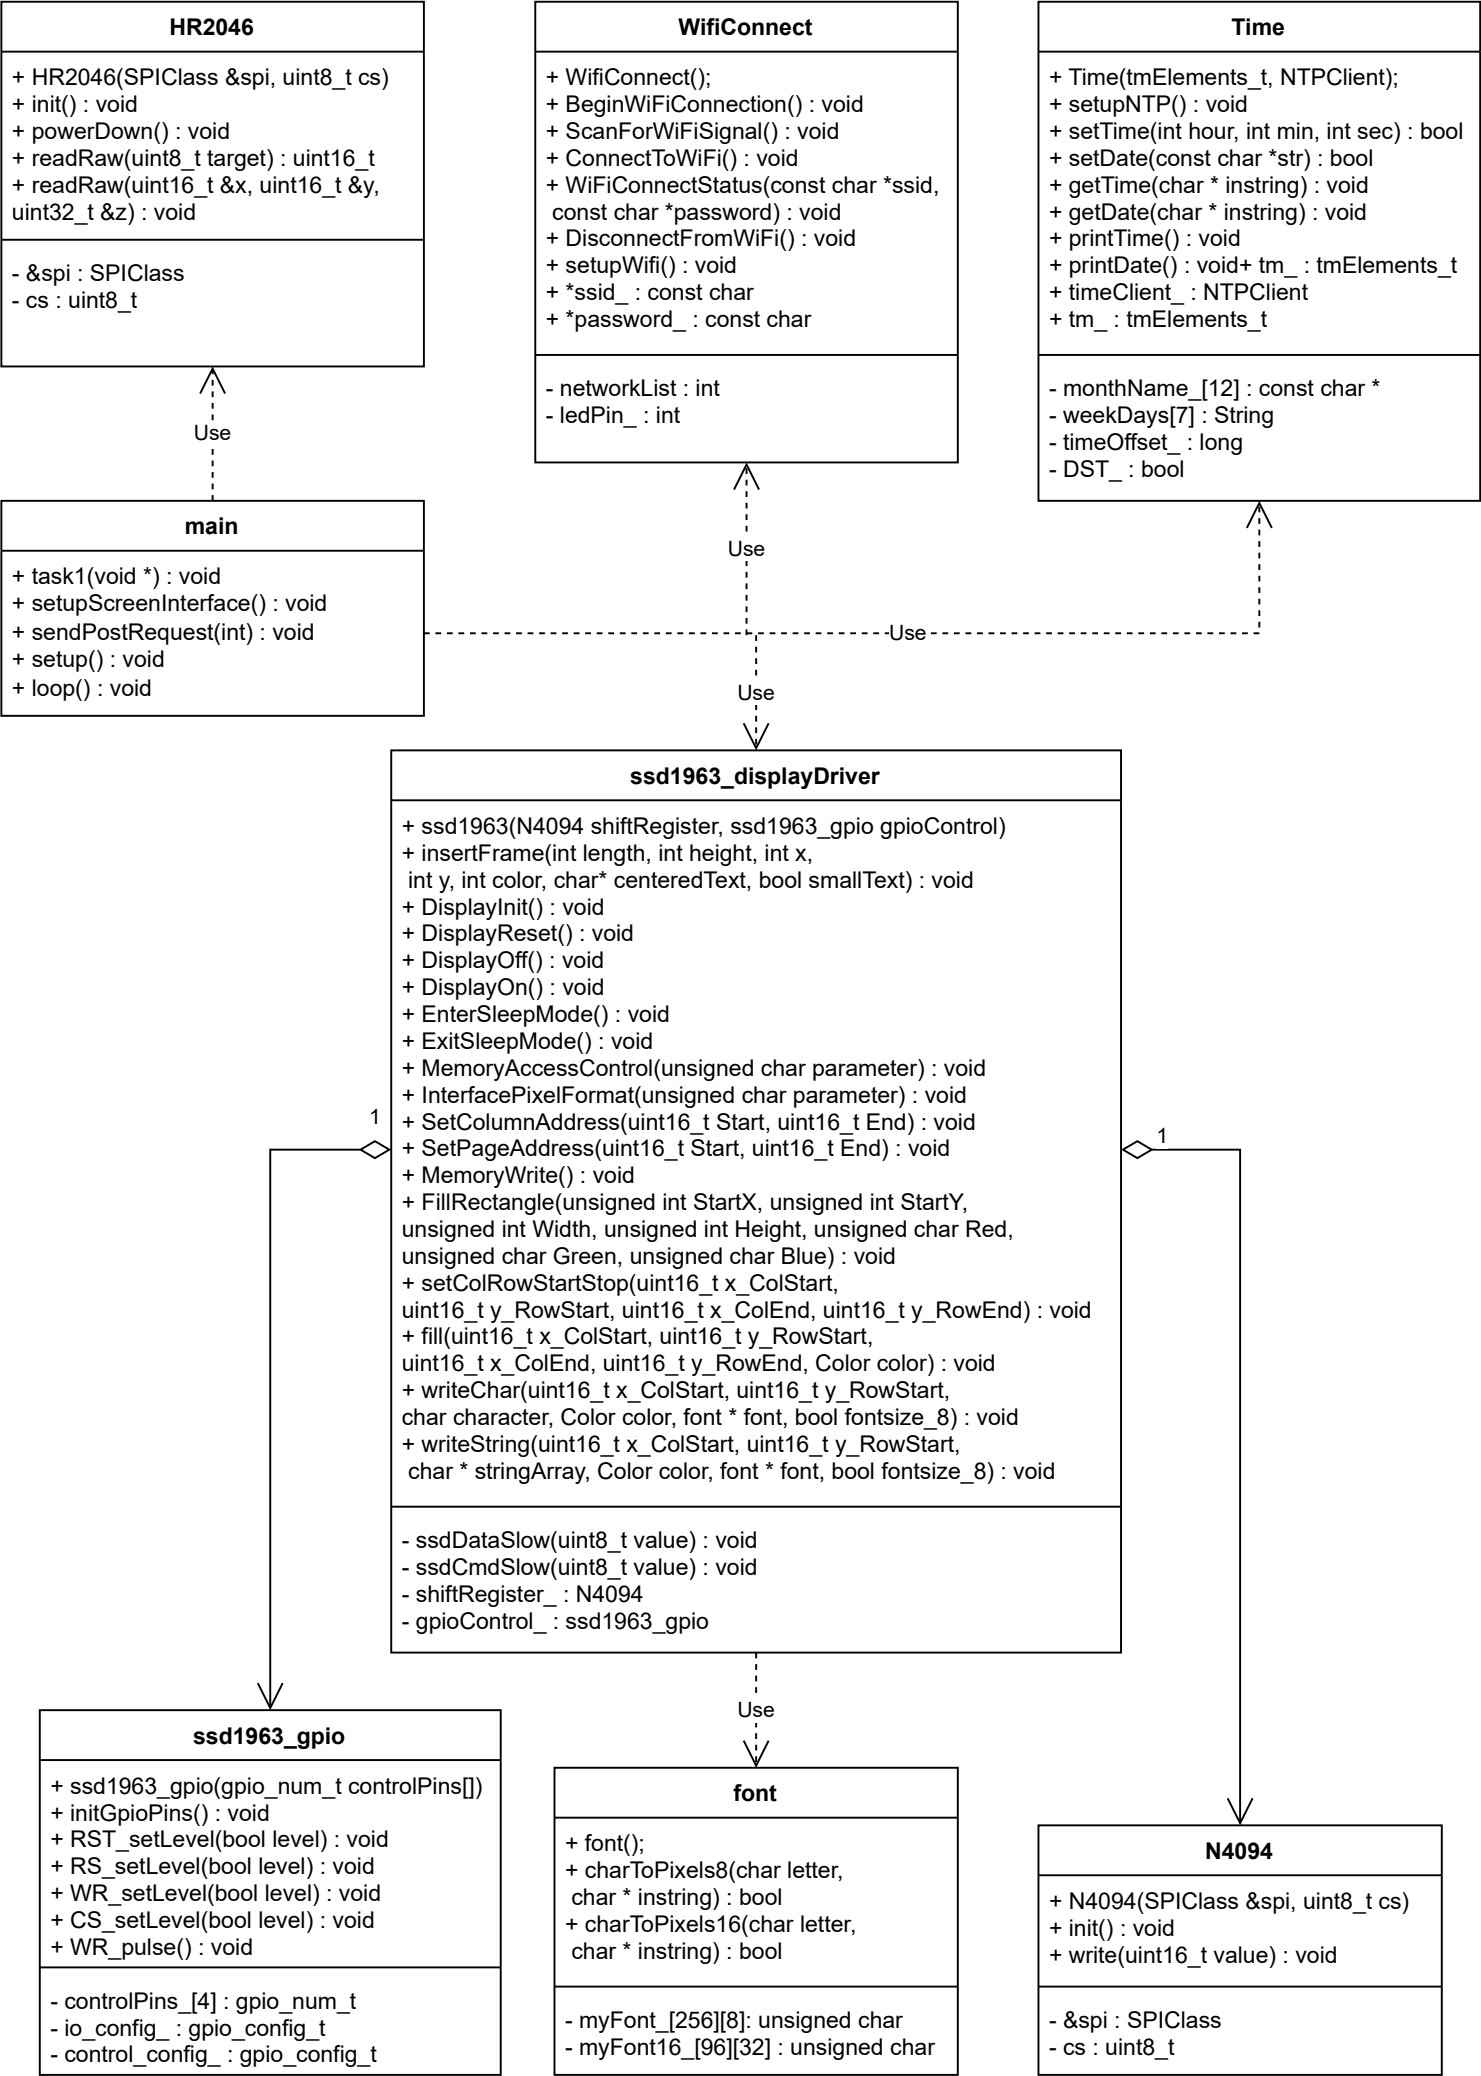 HR2046
+ HR2046(SPIClass &spi, uint8_t cs)
+ init() : void
+ powerDown() : void
+ readRaw(uint8_t target) : uint16_t
+ readRaw(uint16_t &x, uint16_t &y,
uint32_t &z) : void
- &spi : SPIClass
- cs : uint8_t
WifiConnect
+ WifiConnect();
+ BeginWiFiConnection() : void
+ ScanForWiFiSignal() : void
+ ConnectToWiFi() : void
+ WiFiConnectStatus(const char *ssid,
const char *password) : void
+ DisconnectFromWiFi() : void
+ setupWifi() : void
+ *ssid_ : const char
+ *password_ : const char
- networkList : int
- ledPin_ : int
Time
+ Time(tmElements_t, NTPClient);
+ setupNTP() : void
+ setTime(int hour, int min, int sec) : bool
+ setDate(const char *str) : bool
+ getTime(char * instring) : void
+ getDate(char * instring) : void
+ printTime() : void
+ printDate() : void+ tm_ : tmElements_t
+ timeClient_ : NTPClient
+ tm_ : tmElements_t
- monthName_[12] : const char *
- weekDays[7] : String
- timeOffset_ : long
- DST_ : bool
Use
main
+ task1(void *) : void
+ setupScreenInterface() : void
+ sendPostRequest(int) : void
+ setup() : void
+ loop() : void
Use
Use
Use
ssd1963_displayDriver
+ ssd1963(N4094 shiftRegister, ssd1963_gpio gpioControl)
+ insertFrame(int length, int height, int x,
int y, int color, char* centeredText, bool smallText) : void
+ DisplayInit() : void
+ DisplayReset() : void
+ DisplayOff() : void
+ DisplayOn() : void
+ EnterSleepMode() : void
+ ExitSleepMode() : void
+ MemoryAccessControl(unsigned char parameter) : void
+ InterfacePixelFormat(unsigned char parameter) : void
+ SetColumnAddress(uint16_t Start, uint16_t End) : void
+ SetPageAddress(uint16_t Start, uint16_t End) : void
+ MemoryWrite() : void
+ FillRectangle(unsigned int StartX, unsigned int StartY,
unsigned int Width, unsigned int Height, unsigned char Red,
unsigned char Green, unsigned char Blue) : void
+ setColRowStartStop(uint16_t x_ColStart,
uint16_t y_RowStart, uint16_t x_ColEnd, uint16_t y_RowEnd) : void
+ fill(uint16_t x_ColStart, uint16_t y_RowStart,
uint16_t x_ColEnd, uint16_t y_RowEnd, Color color) : void
+ writeChar(uint16_t x_ColStart, uint16_t y_RowStart,
char character, Color color, font * font, bool fontsize_8) : void
+ writeString(uint16_t x_ColStart, uint16_t y_RowStart,
char * stringArray, Color color, font * font, bool fontsize_8) : void
- ssdDataSlow(uint8_t value) : void
- ssdCmdSlow(uint8_t value) : void
- shiftRegister_ : N4094
- gpioControl_ : ssd1963_gpio
1
1
Use
ssd1963_gpio
+ ssd1963_gpio(gpio_num_t controlPins[])
+ initGpioPins() : void
+ RST_setLevel(bool level) : void
+ RS_setLevel(bool level) : void
+ WR_setLevel(bool level) : void
+ CS_setLevel(bool level) : void
+ WR_pulse() : void
- controlPins_[4] : gpio_num_t
- io_config_ : gpio_config_t
- control_config_ : gpio_config_t
font
+ font();
+ charToPixels8(char letter,
char * instring) : bool
+ charToPixels16(char letter,
char * instring) : bool
- myFont_[256][8]: unsigned char
- myFont16_[96][32] : unsigned char
N4094
+ N4094(SPIClass &spi, uint8_t cs)
+ init() : void
+ write(uint16_t value) : void
- &spi : SPIClass
- cs : uint8_t